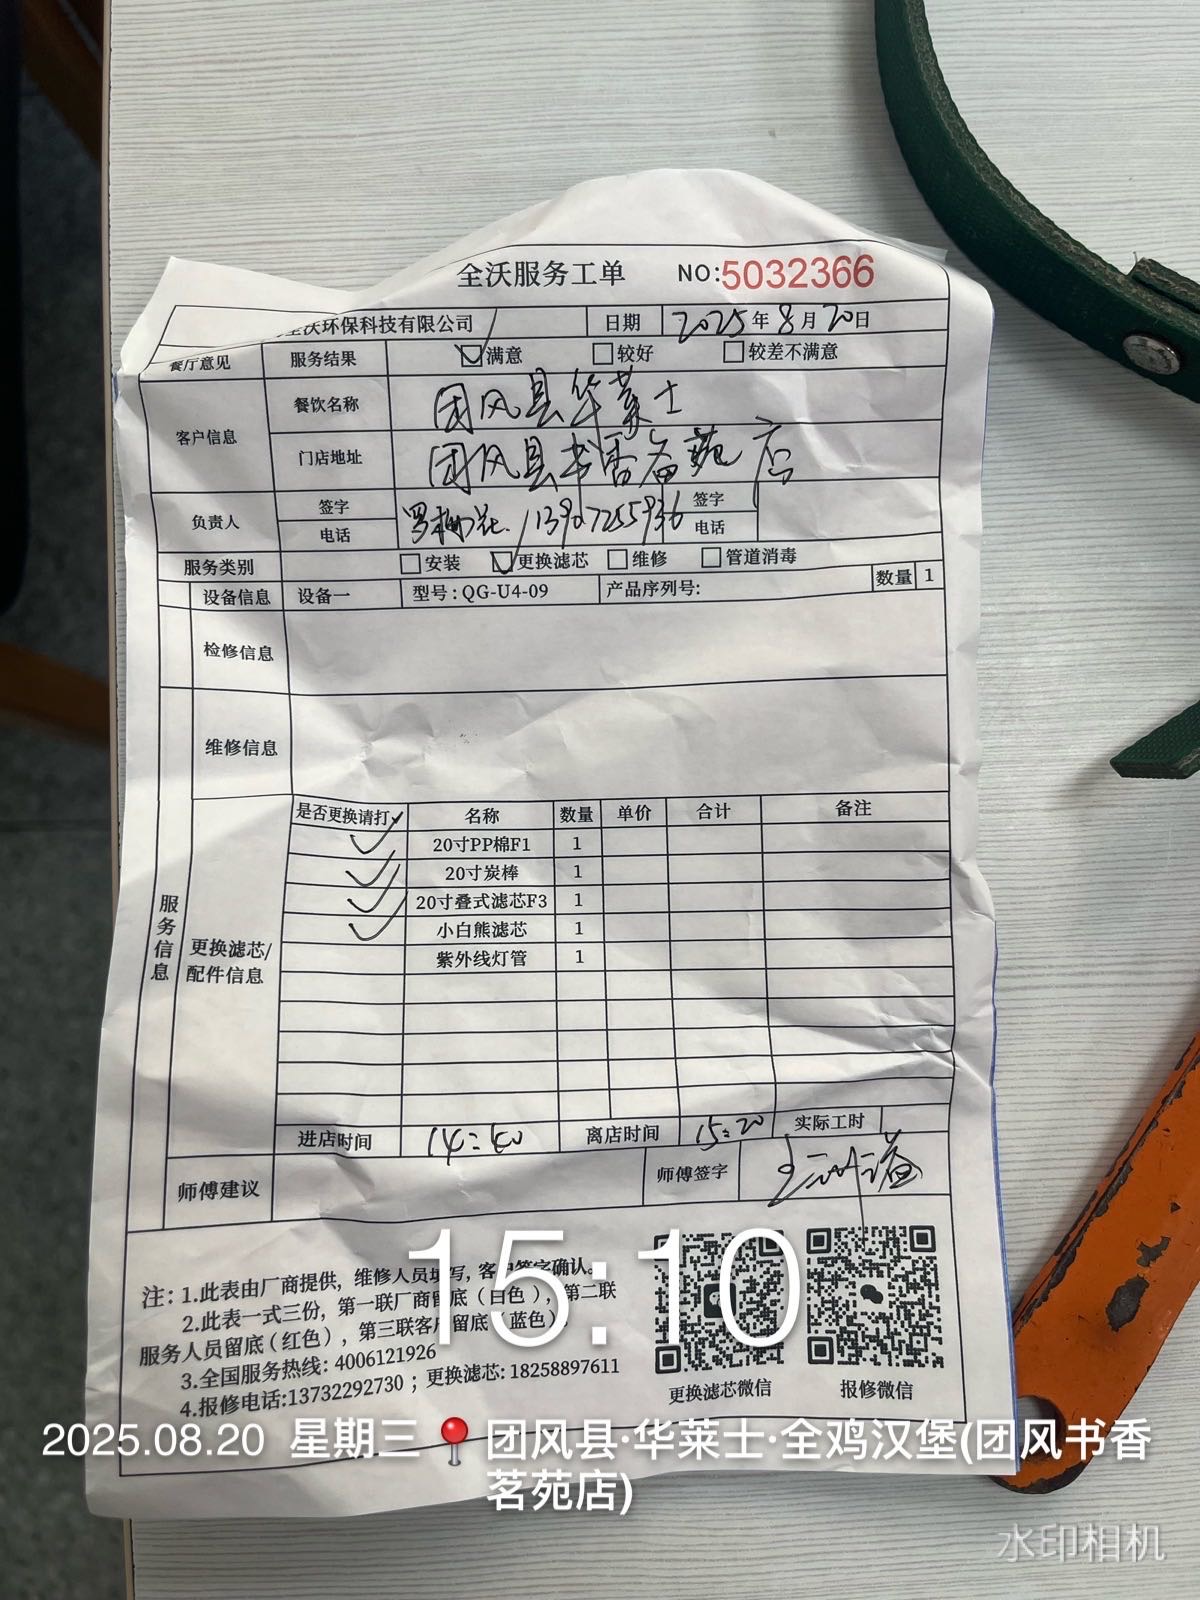 全沃服务工单 NO:5032366
全沃环保科技有限公司 日期 2025年8月20日
餐厅意见 服务结果 ☑满意 □较好 □较差不满意
客户信息 餐饮名称 团风县华莱士
门店地址 团风县书香茗苑店
负责人 签字 签字
电话 13907255936 电话
服务类别 □安装 ☑更换滤芯 □维修 □管道消毒
设备信息 设备一 型号:QG-U4-09 产品序列号: 数量 1
检修信息
维修信息
服务信息
更换滤芯/配件信息
是否更换请打✓ 名称 数量 单价 合计 备注
✓ 20寸PP棉F1 1
✓ 20寸炭棒 1
✓ 20寸叠式滤芯F3 1
✓ 小白熊滤芯 1
紫外线灯管 1
进店时间 14:40 离店时间 15:20 实际工时
师傅建议 师傅签字
注: 1.此表由厂商提供, 维修人员填写, 客户签字确认。
2.此表一式三份, 第一联厂商留底(白色), 第二联
服务人员留底(红色), 第三联客户留底(蓝色)。
3.全国服务热线: 4006121926
4.报修电话:13732292730 ; 更换滤芯: 18258897611
更换滤芯微信 报修微信
15:10
2025.08.20 星期三 团风县·华莱士·全鸡汉堡(团风书香
茗苑店)
水印相机